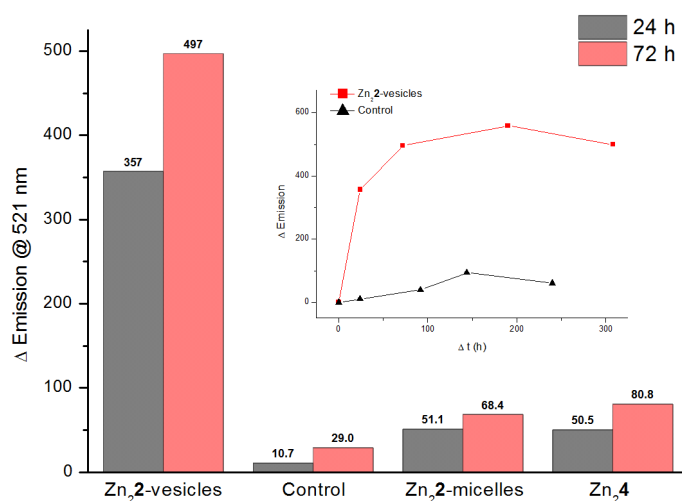 24 h
72 h
Δ Emission @ 521 nm
500
400
300
200
100
0
357
497
10.7
29.0
51.1
68.4
50.5
80.8
Zn₂2-vesicles
Control
Zn₂2-micelles
Zn₂4
Zn₂2-vesicles
Control
Δ Emission
600
400
200
0
0
100
200
300
Δ t (h)